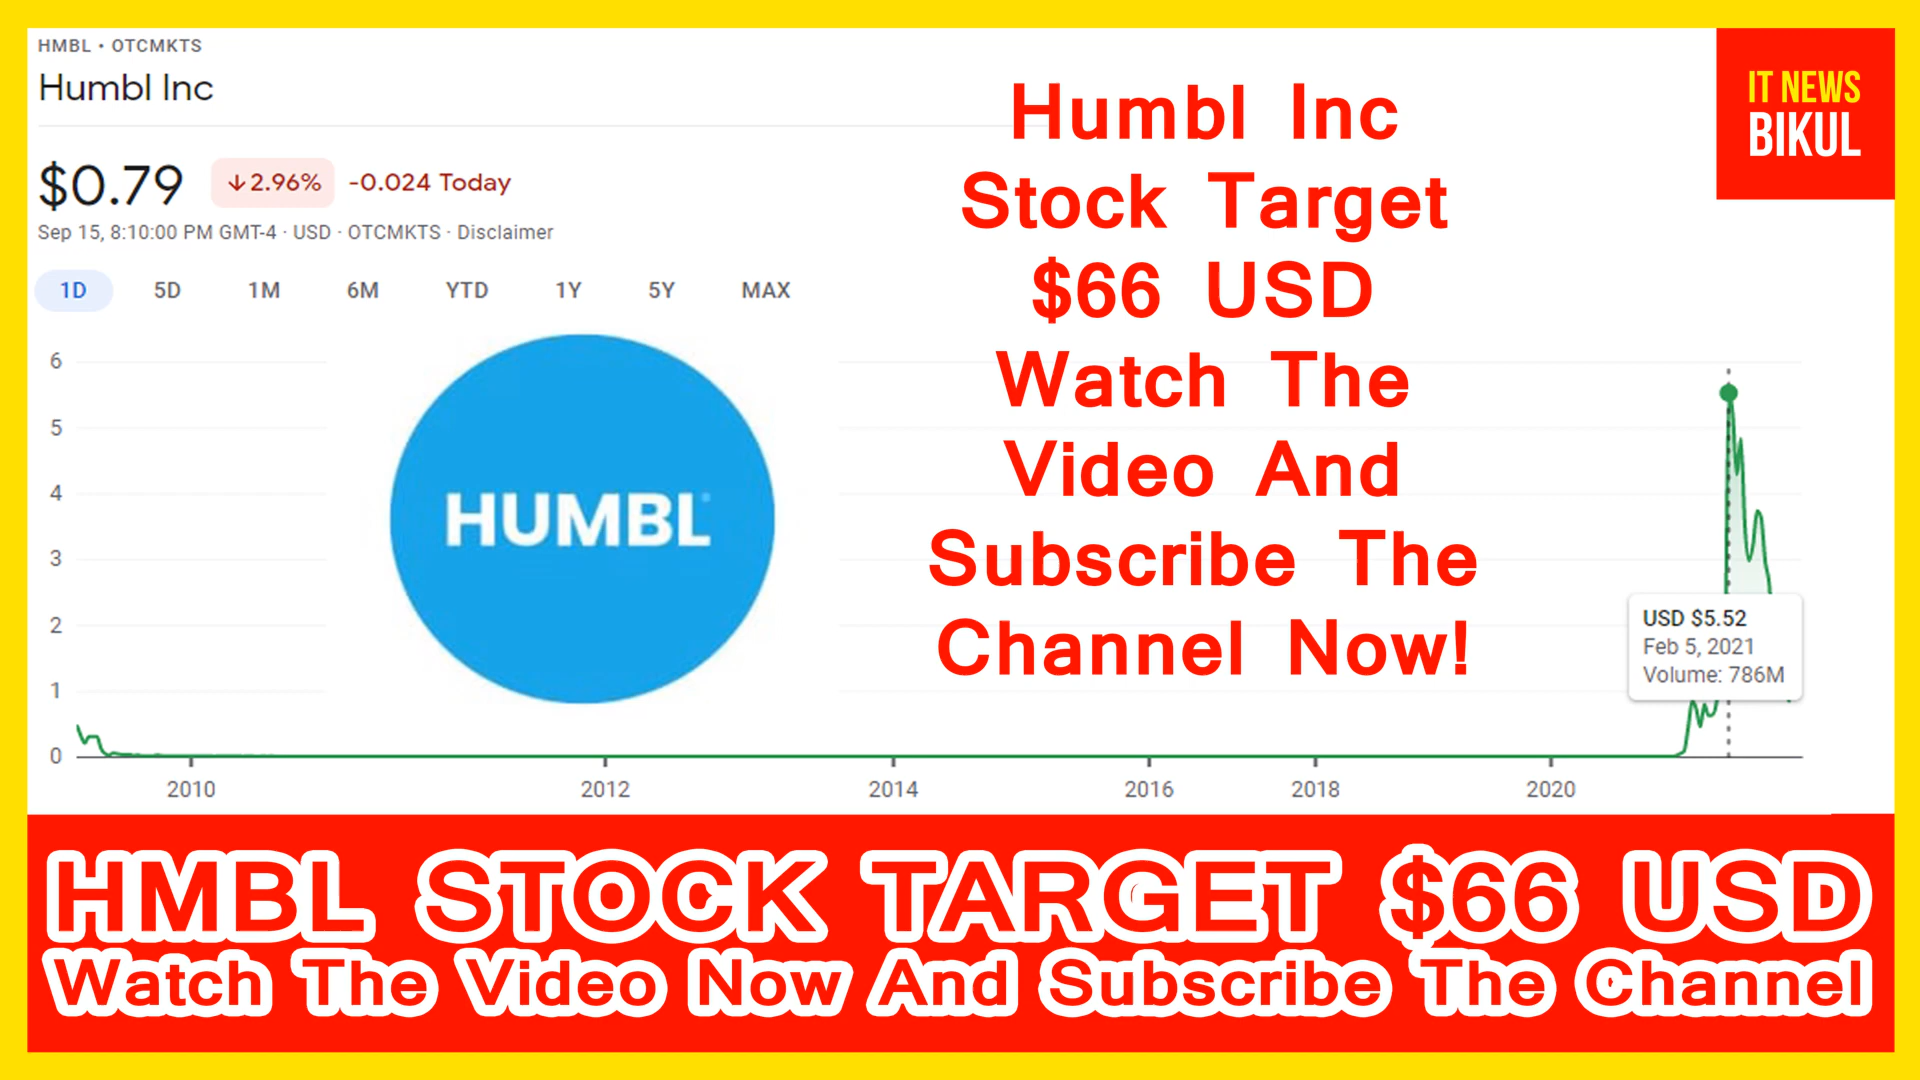 HMBL • OTCMKTS
Humbl Inc
$0.79 ↓2.96% -0.024 Today
Sep 15, 8:10:00 PM GMT-4 · USD · OTCMKTS · Disclaimer
1D 5D 1M 6M YTD 1Y 5Y MAX
6
5
4
3
2
1
0
2010 2012 2014 2016 2018 2020
HUMBL
Humbl Inc
Stock Target
$66 USD
Watch The
Video And
Subscribe The
Channel Now!
IT NEWS
BIKUL
USD $5.52
Feb 5, 2021
Volume: 786M
HMBL STOCK TARGET $66 USD
Watch The Video Now And Subscribe The Channel